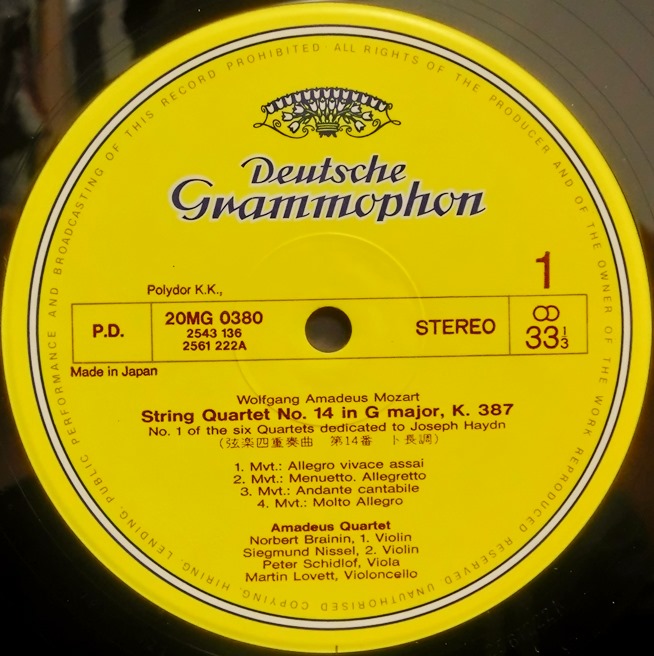 ALL RIGHTS OF THE PRODUCER AND OF THE OWNER OF THE WORK REPRODUCED RESERVED UNAUTHORISED COPYING, HIRING, LENDING, PUBLIC PERFORMANCE AND BROADCASTING OF THIS RECORD PROHIBITED
Deutsche
Grammophon
1
Polydor K.K.,
P.D.
20MG 0380
2543 136
2561 222A
STEREO
33 1/3
Made in Japan
Wolfgang Amadeus Mozart
String Quartet No. 14 in G major, K. 387
No. 1 of the six Quartets dedicated to Joseph Haydn
(弦楽四重奏曲 第14番 ト長調)
1. Mvt.: Allegro vivace assai
2. Mvt.: Menuetto. Allegretto
3. Mvt.: Andante cantabile
4. Mvt.: Molto Allegro
Amadeus Quartet
Norbert Brainin, 1. Violin
Siegmund Nissel, 2. Violin
Peter Schidlof, Viola
Martin Lovett, Violoncello